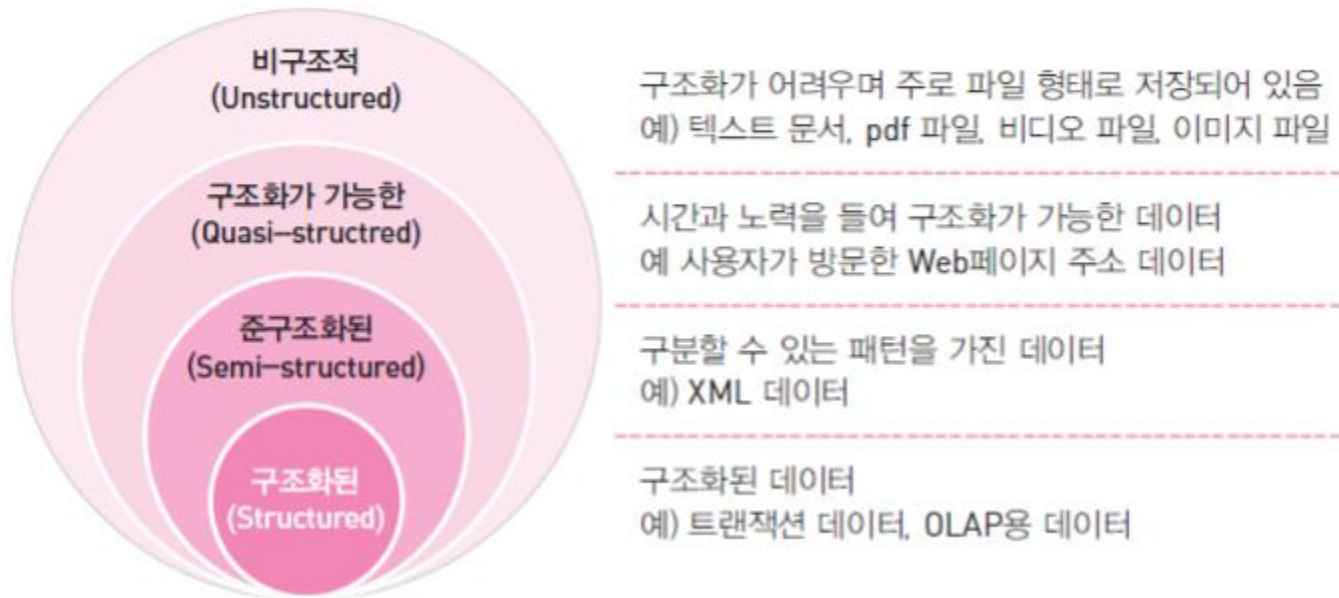 비구조적
(Unstructured)
구조화가 어려우며 주로 파일 형태로 저장되어 있음
예) 텍스트 문서, pdf 파일, 비디오 파일, 이미지 파일
구조화가 가능한
(Quasi-structred)
시간과 노력을 들여 구조화가 가능한 데이터
예 사용자가 방문한 Web페이지 주소 데이터
준구조화된
(Semi-structured)
구분할 수 있는 패턴을 가진 데이터
예) XML 데이터
구조화된
(Structured)
구조화된 데이터
예) 트랜잭션 데이터, OLAP용 데이터